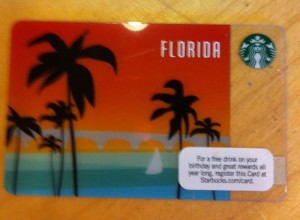 FLORIDA
For a free drink on your
birthday and great rewards all
year long, register this Card at
Starbucks.com/card.